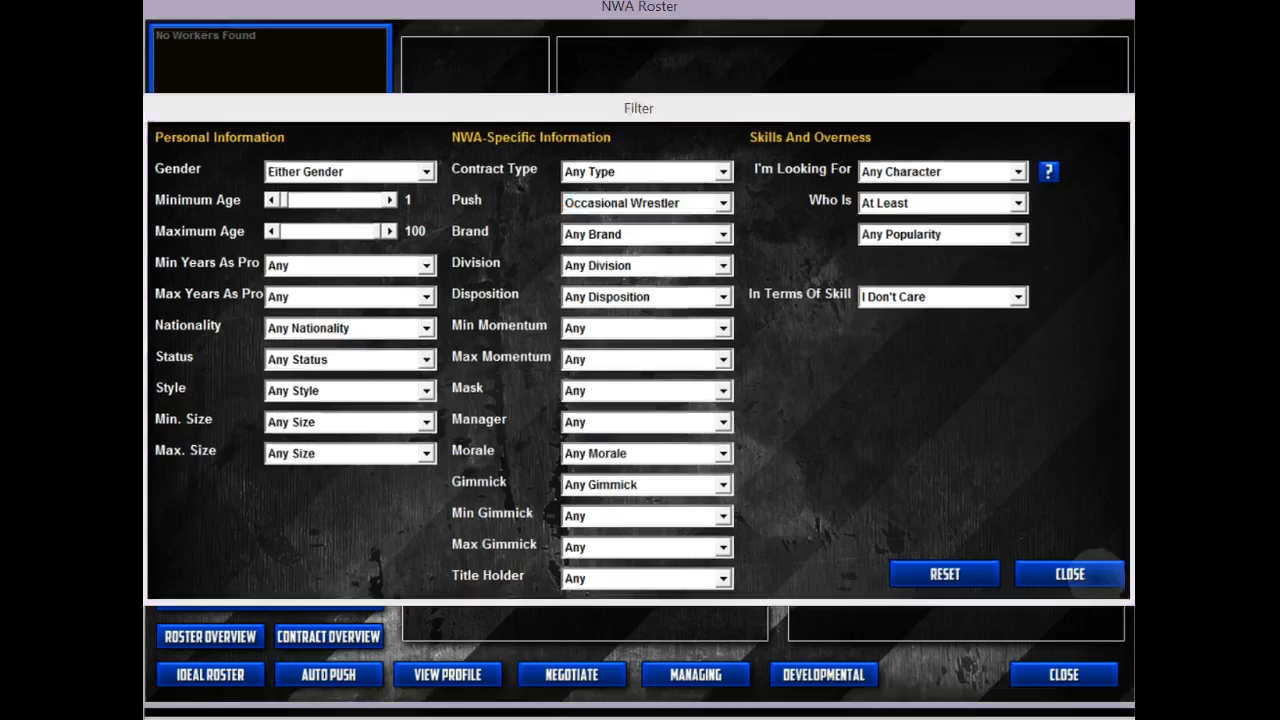 NWA Roster
No Workers Found
Filter
Personal Information
Gender Either Gender
Minimum Age 1
Maximum Age 100
Min Years As Pro Any
Max Years As Pro Any
Nationality Any Nationality
Status Any Status
Style Any Style
Min. Size Any Size
Max. Size Any Size
NWA-Specific Information
Contract Type Any Type
Push Occasional Wrestler
Brand Any Brand
Division Any Division
Disposition Any Disposition
Min Momentum Any
Max Momentum Any
Mask Any
Manager Any
Morale Any Morale
Gimmick Any Gimmick
Min Gimmick Any
Max Gimmick Any
Title Holder Any
Skills And Overness
I'm Looking For Any Character ?
Who Is At Least
Any Popularity
In Terms Of Skill I Don't Care
RESET CLOSE
ROSTER OVERVIEW CONTRACT OVERVIEW
IDEAL ROSTER AUTO PUSH VIEW PROFILE NEGOTIATE MANAGING DEVELOPMENTAL CLOSE